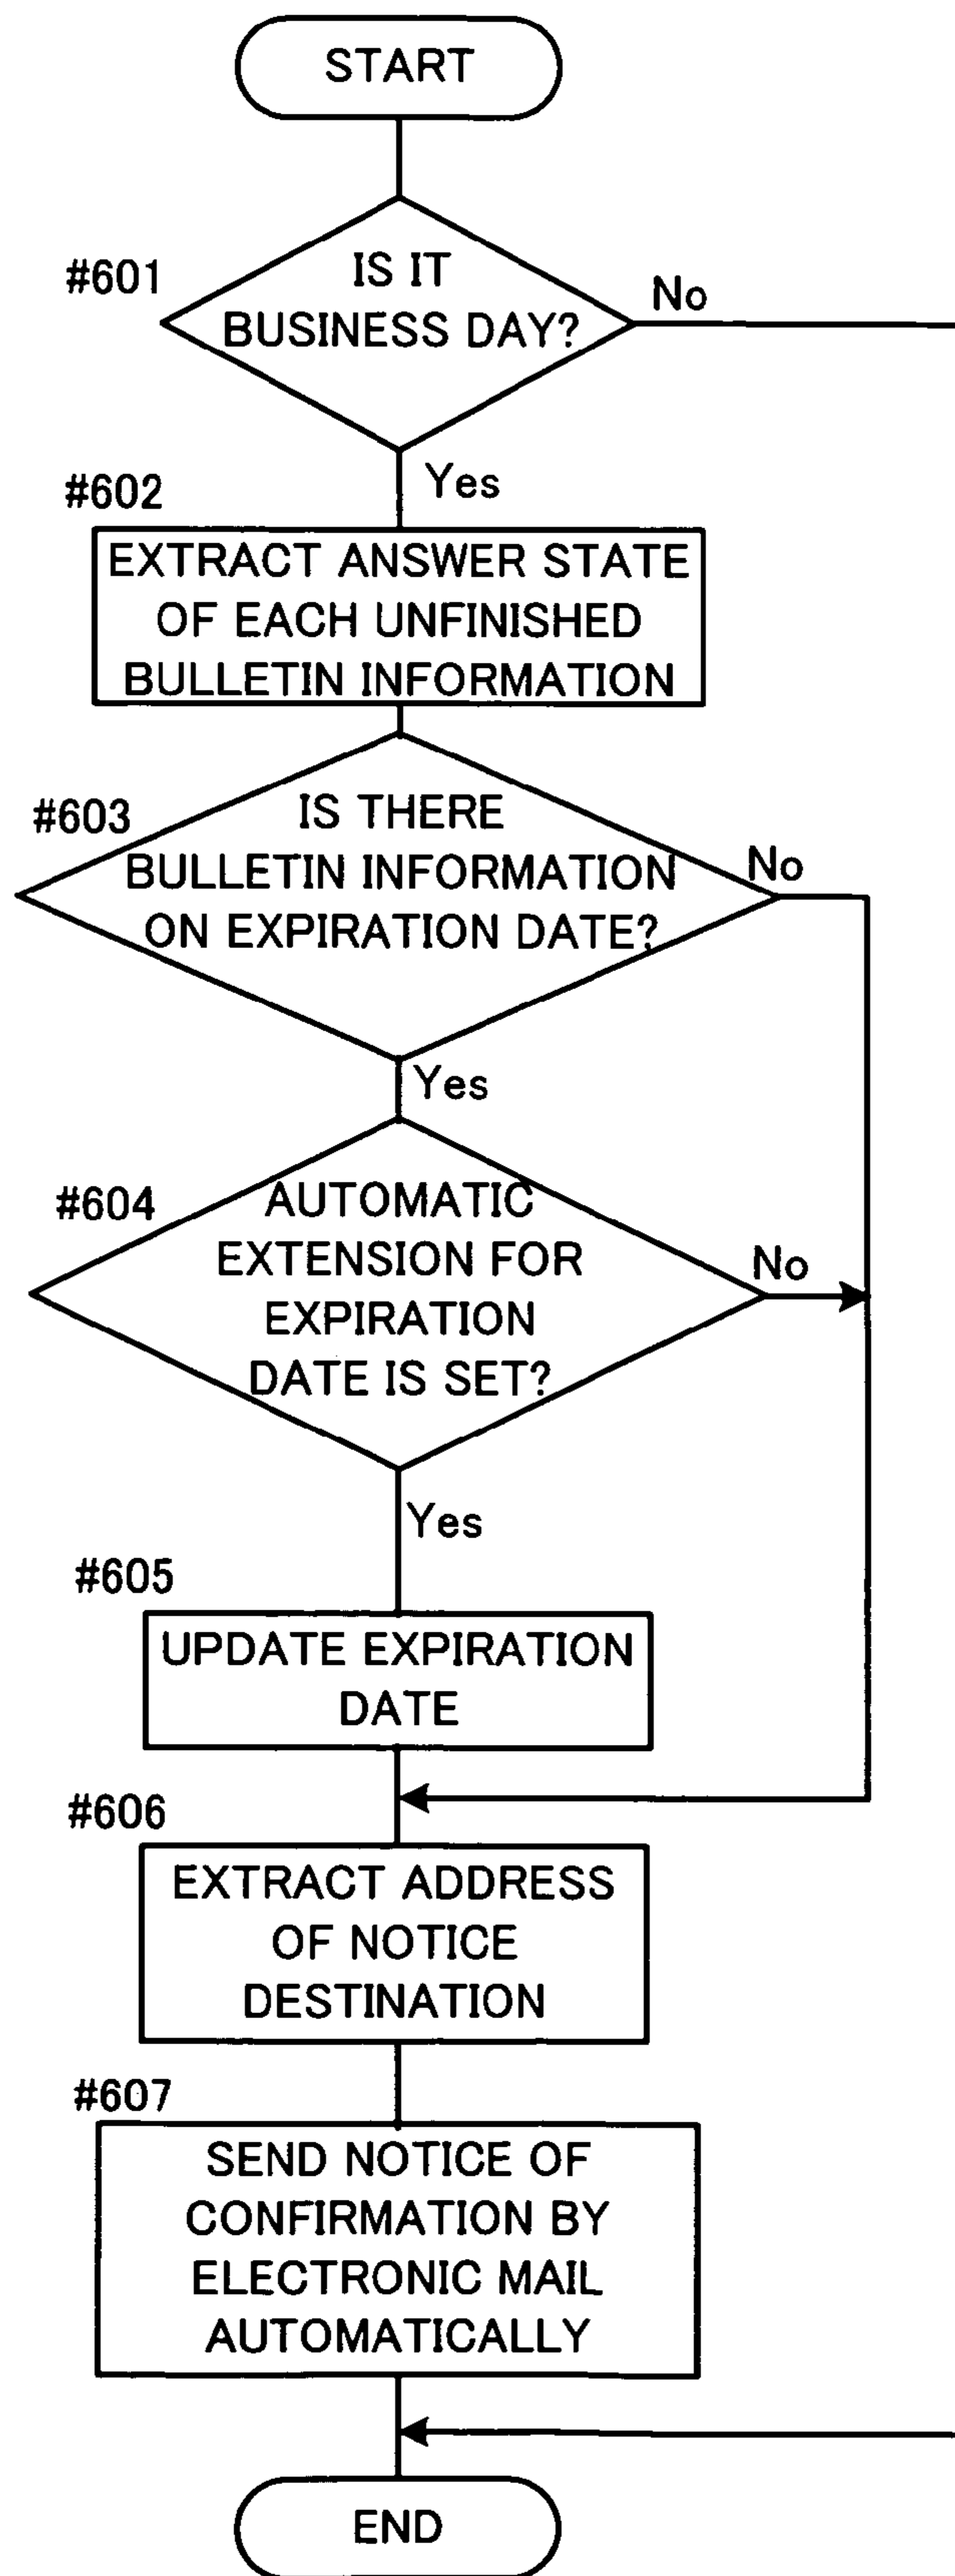 START
#601
IS IT
BUSINESS DAY?
No
Yes
#602
EXTRACT ANSWER STATE
OF EACH UNFINISHED
BULLETIN INFORMATION
#603
IS THERE
BULLETIN INFORMATION
ON EXPIRATION DATE?
No
Yes
#604
AUTOMATIC
EXTENSION FOR
EXPIRATION
DATE IS SET?
No
Yes
#605
UPDATE EXPIRATION
DATE
#606
EXTRACT ADDRESS
OF NOTICE
DESTINATION
#607
SEND NOTICE OF
CONFIRMATION BY
ELECTRONIC MAIL
AUTOMATICALLY
END